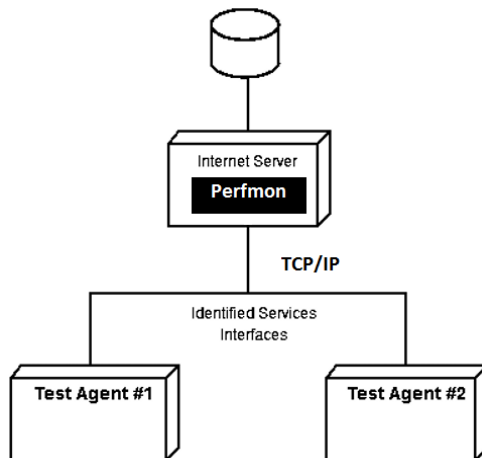 Internet Server
Perfmon
TCP/IP
Identified Services
Interfaces
Test Agent #1
Test Agent #2